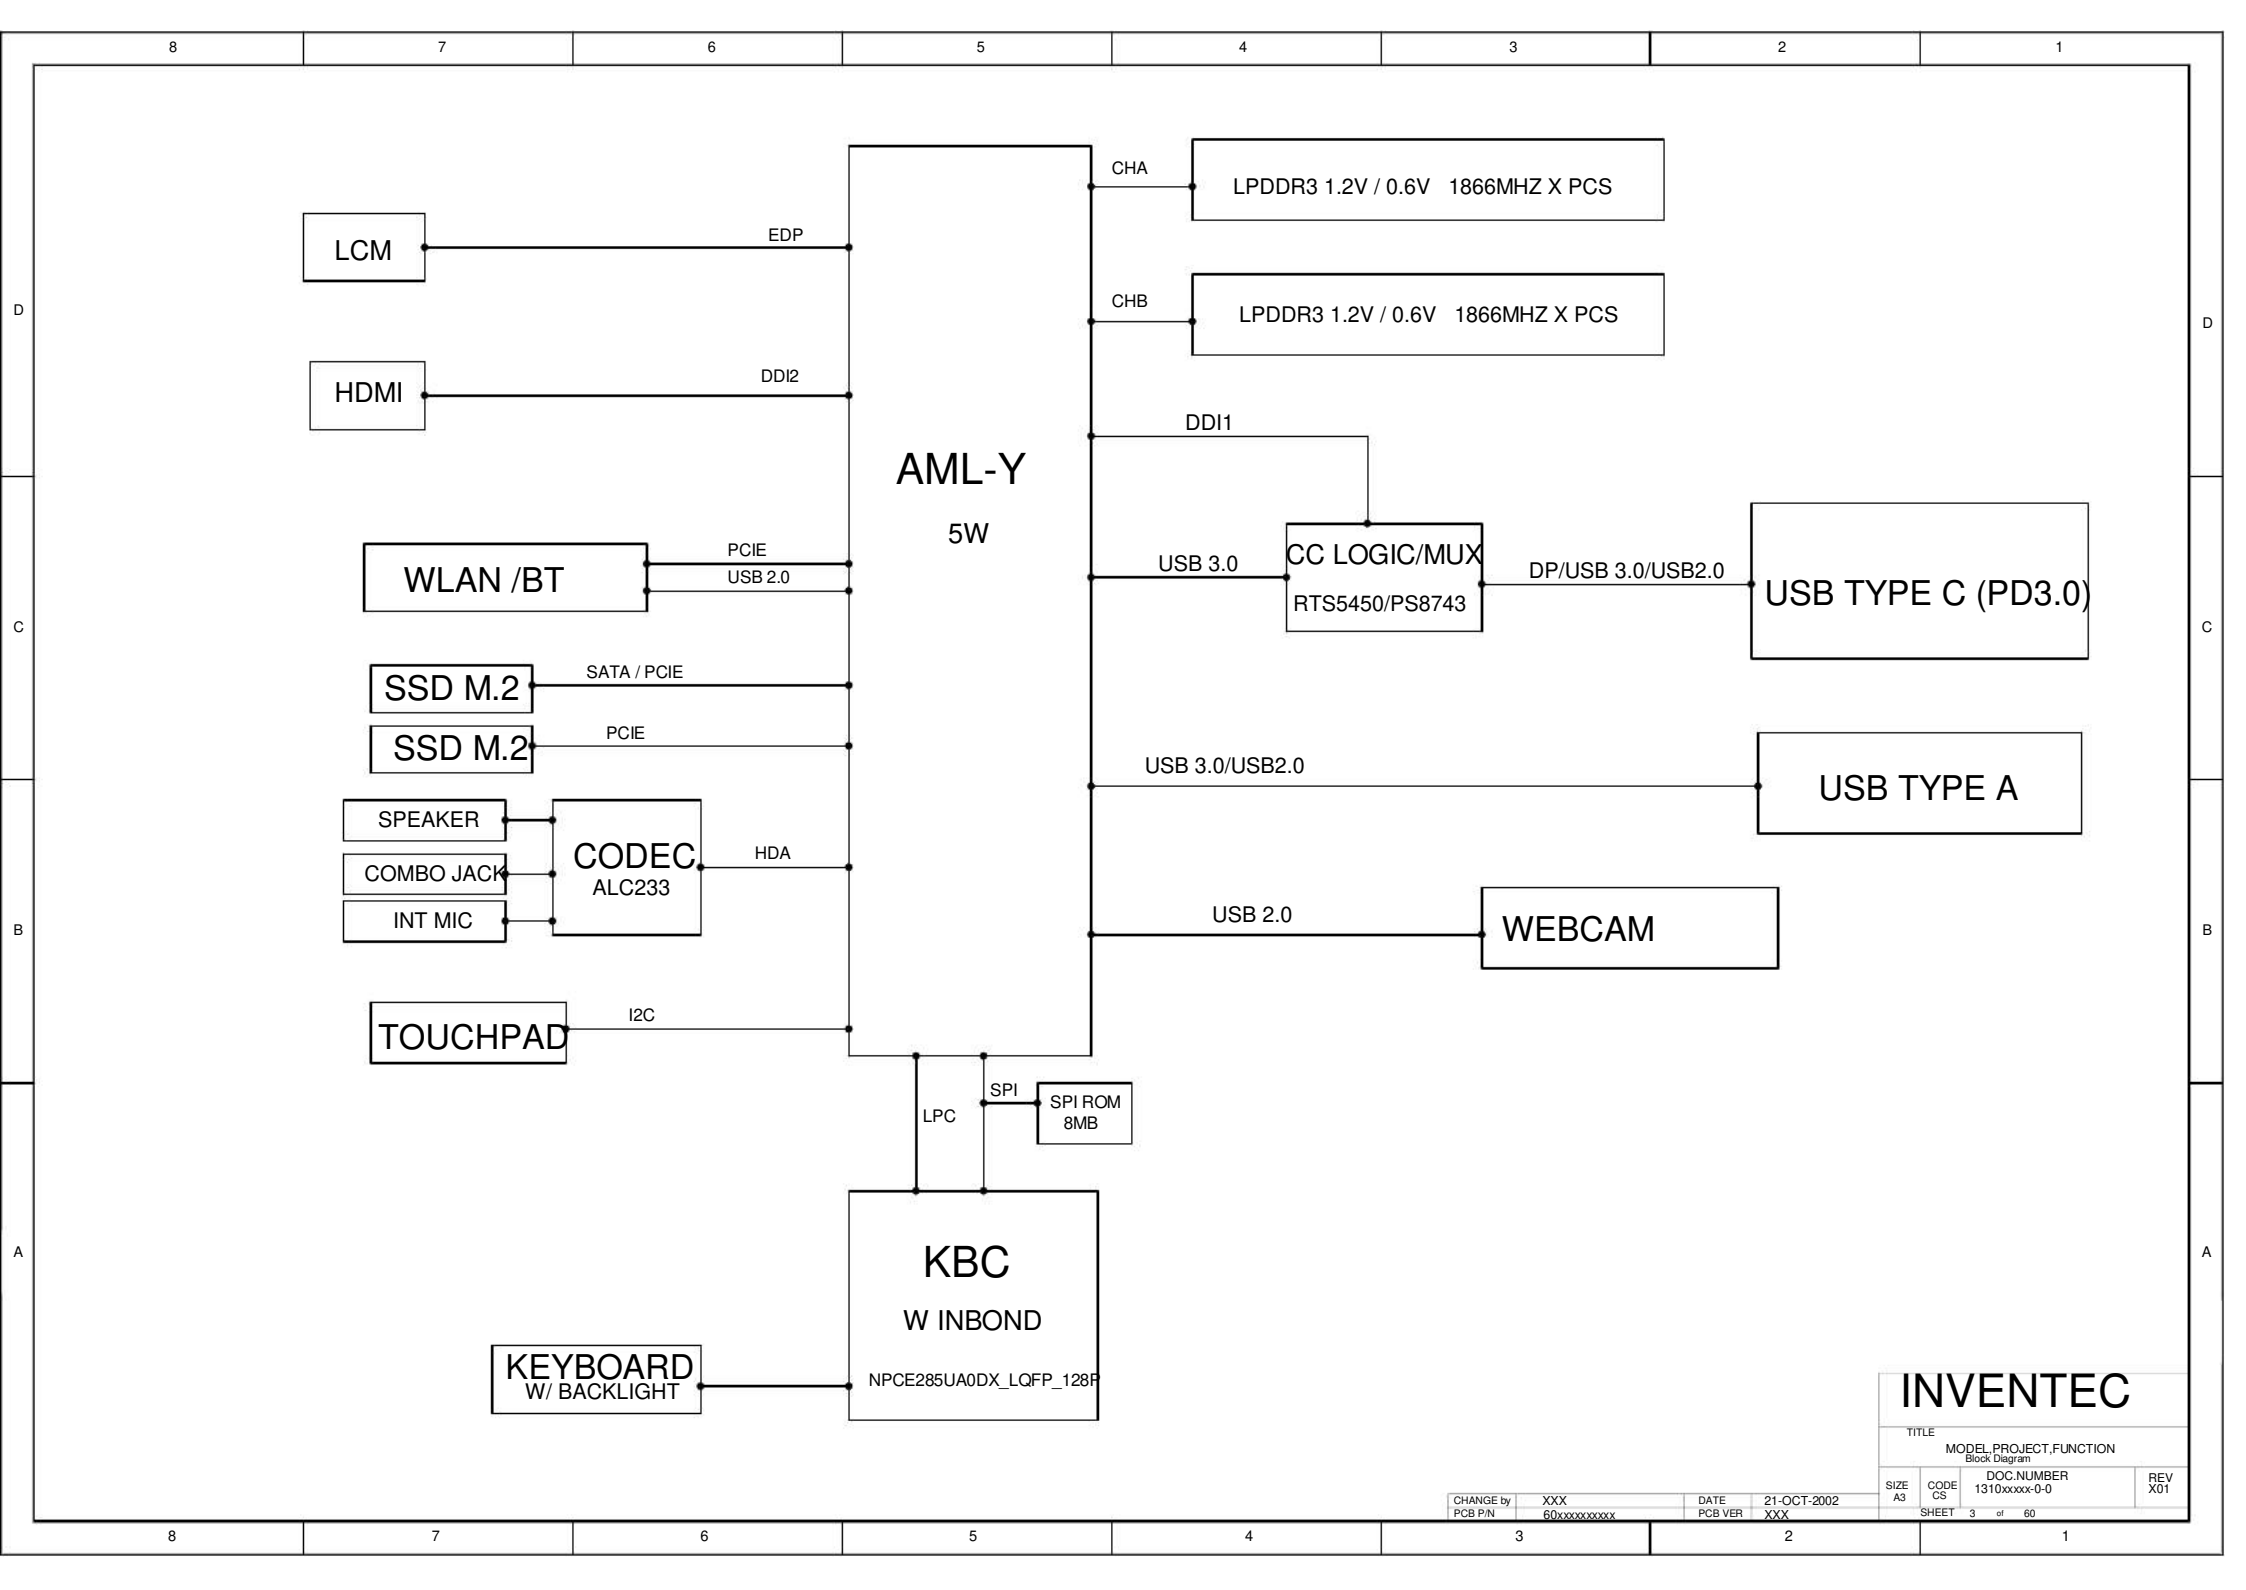 8 7 6 5 4 3 2 1
CHA
LPDDR3 1.2V / 0.6V 1866MHZ X PCS
EDP
LCM
CHB
LPDDR3 1.2V / 0.6V 1866MHZ X PCS
D
D
DDI2
HDMI
DDI1
AML-Y
5W
PCIE
USB 2.0
WLAN /BT
USB 3.0
CC LOGIC/MUX
RTS5450/PS8743
DP/USB 3.0/USB2.0
USB TYPE C (PD3.0)
C
C
SATA / PCIE
SSD M.2
PCIE
SSD M.2
USB 3.0/USB2.0
USB TYPE A
SPEAKER
COMBO JACK
INT MIC
CODEC
ALC233
HDA
USB 2.0
WEBCAM
B
B
I2C
TOUCHPAD
SPI
LPC
SPI ROM
8MB
A
A
KBC
W INBOND
NPCE285UA0DX_LQFP_128P
KEYBOARD
W/ BACKLIGHT
INVENTEC
TITLE
MODEL,PROJECT,FUNCTION
Block Diagram
SIZE
A3
CODE
CS
DOC.NUMBER
1310xxxxx-0-0
REV
X01
CHANGE by XXX DATE 21-OCT-2002
PCB P/N 60xxxxxxxxxx PCB VER XXX
SHEET 3 of 60
8 7 6 5 4 3 2 1